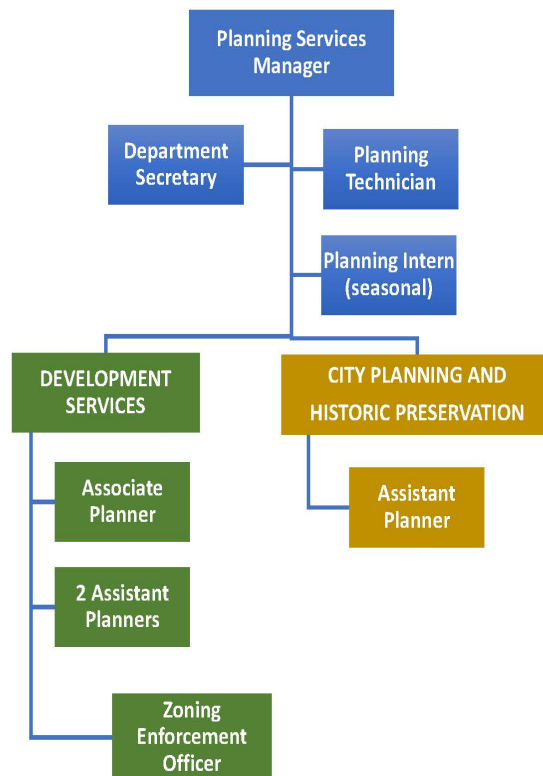 Planning Services
Manager
Department
Secretary
Planning
Technician
Planning Intern
(seasonal)
DEVELOPMENT
SERVICES
CITY PLANNING AND
HISTORIC PRESERVATION
Associate
Planner
Assistant
Planner
2 Assistant
Planners
Zoning
Enforcement
Officer